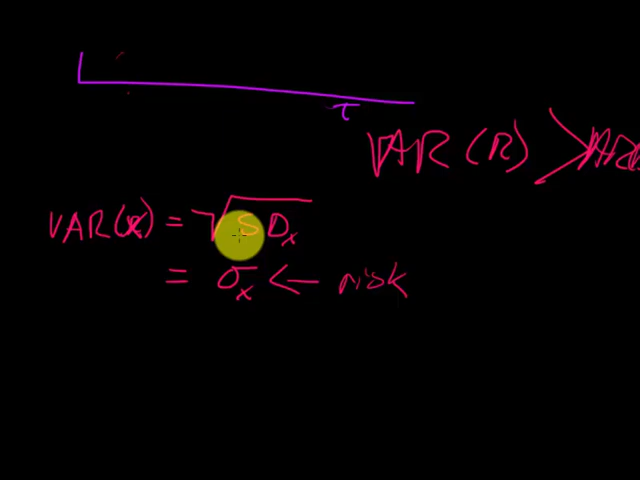 τ
VAR (R) > VAR
VAR(x) = √SDₓ
= σₓ ← risk